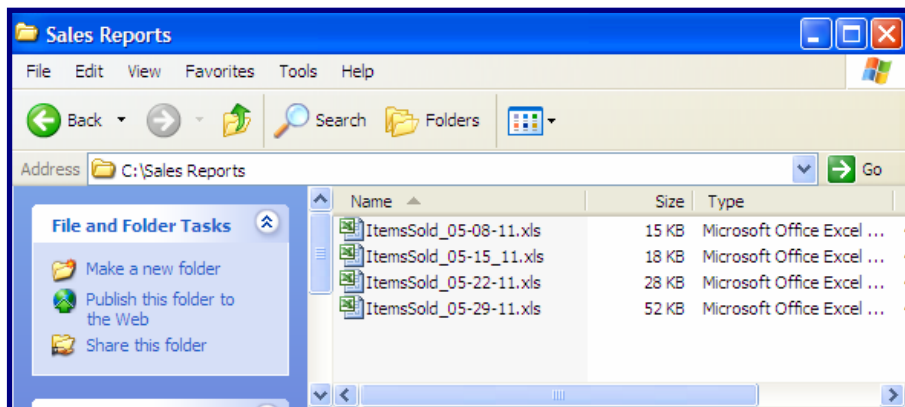 Sales Reports
File Edit View Favorites Tools Help
Back Search Folders
Address C:\Sales Reports Go
Name Size Type
File and Folder Tasks
Make a new folder
Publish this folder to
the Web
Share this folder
ItemsSold_05-08-11.xls 15 KB Microsoft Office Excel ...
ItemsSold_05-15_11.xls 18 KB Microsoft Office Excel ...
ItemsSold_05-22-11.xls 28 KB Microsoft Office Excel ...
ItemsSold_05-29-11.xls 52 KB Microsoft Office Excel ...